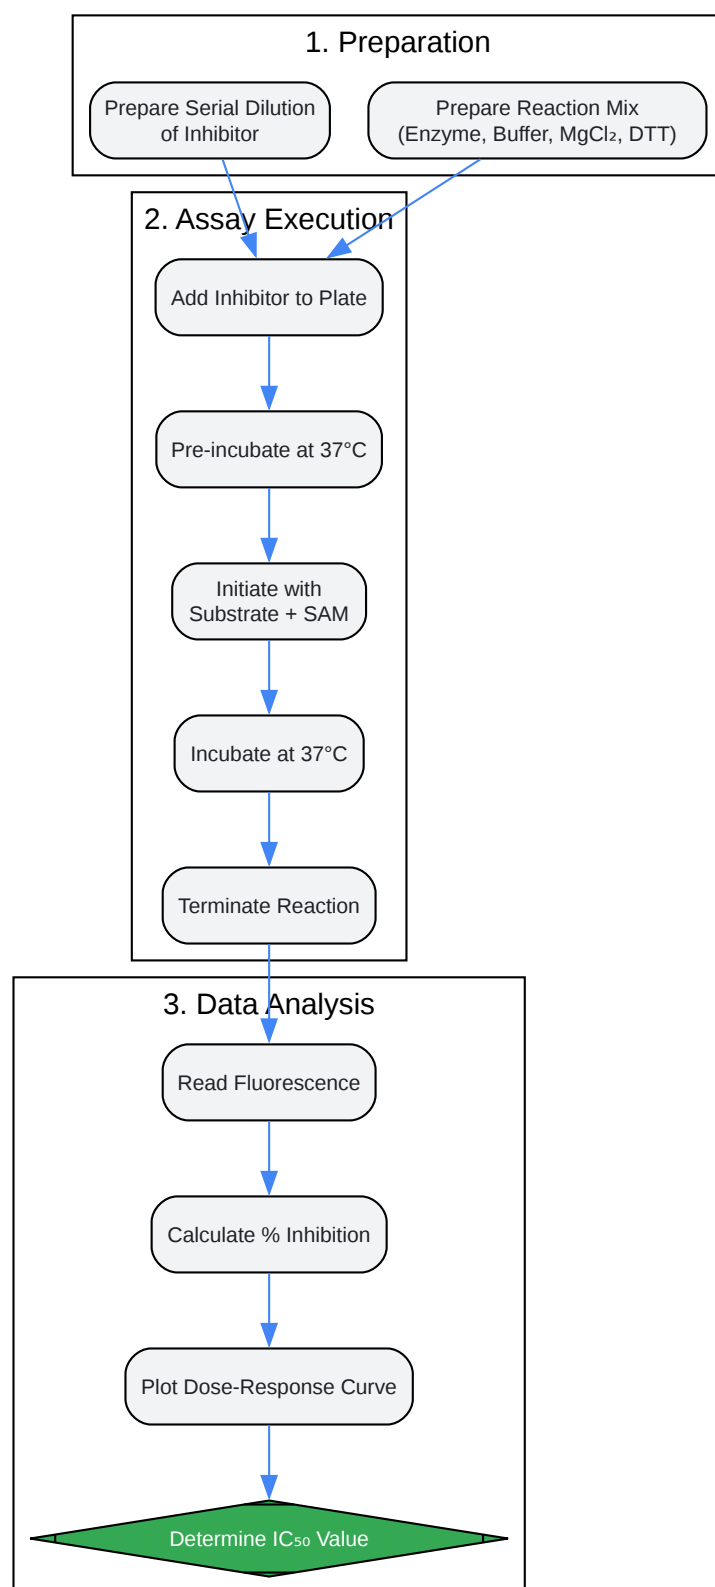 1. Preparation
Prepare Serial Dilution
of Inhibitor
Prepare Reaction Mix
(Enzyme, Buffer, MgCl₂, DTT)
2. Assay Execution
Add Inhibitor to Plate
Pre-incubate at 37°C
Initiate with
Substrate + SAM
Incubate at 37°C
Terminate Reaction
3. Data Analysis
Read Fluorescence
Calculate % Inhibition
Plot Dose-Response Curve
Determine IC₅₀ Value